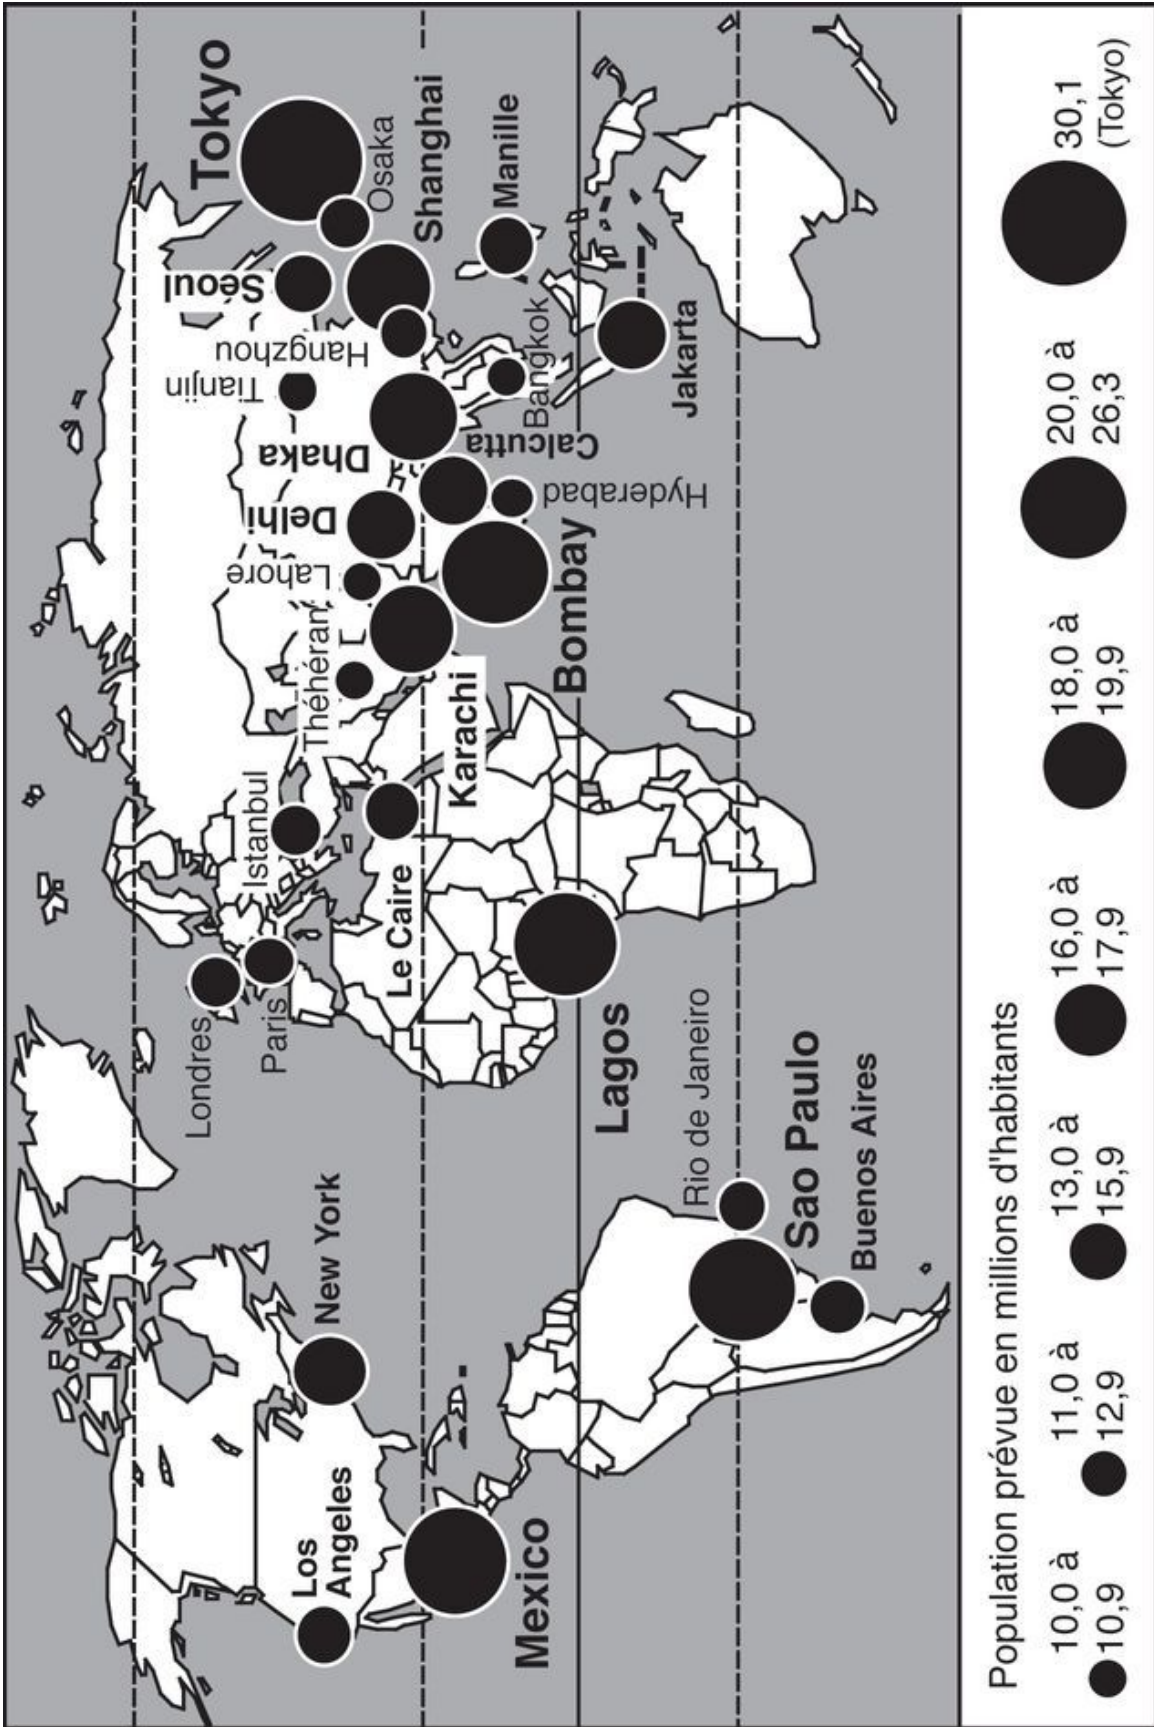 Tokyo
Osaka
Séoul
Shanghai
Hangzhou
Tianjin
Manille
Bangkok
Jakarta
Dhaka
Calcutta
Delhi
Hyderabad
Lahore
Bombay
Théhéran
Karachi
Istanbul
Le Caire
Londres
Paris
Lagos
New York
Los
Angeles
Mexico
Rio de Janeiro
Sao Paulo
Buenos Aires
Population prévue en millions d'habitants
10,0 à
10,9
11,0 à
12,9
13,0 à
15,9
16,0 à
17,9
18,0 à
19,9
20,0 à
26,3
30,1
(Tokyo)